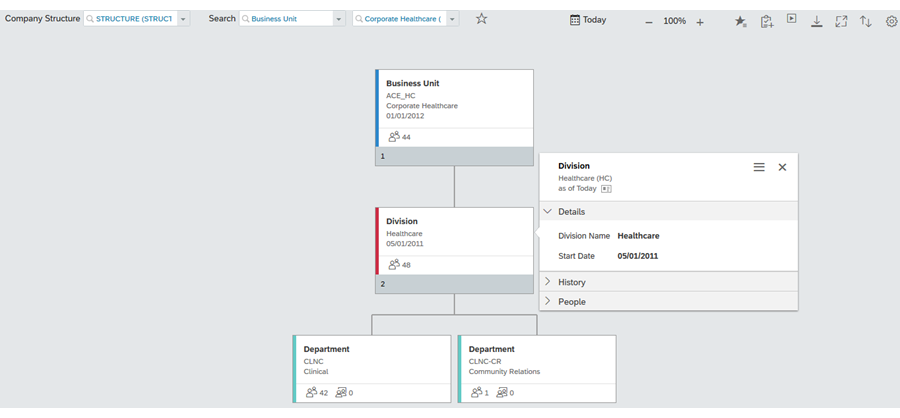 Company Structure STRUCTURE (STRUCT Search Business Unit Corporate Healthcare ( Today 100%
Business Unit
ACE_HC
Corporate Healthcare
01/01/2012
44
1
Division
Healthcare (HC)
as of Today
Details
Division Name Healthcare
Start Date 05/01/2011
History
People
Division
Healthcare
05/01/2011
48
2
Department
CLNC
Clinical
42 0
Department
CLNC-CR
Community Relations
1 0